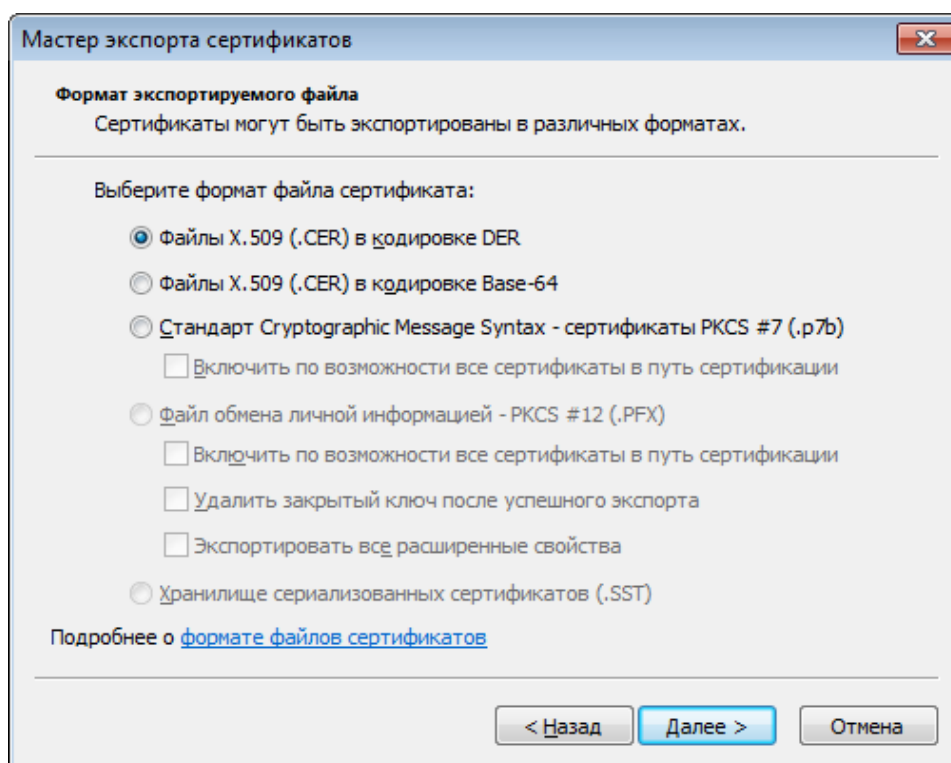 Мастер экспорта сертификатов
Формат экспортируемого файла
Сертификаты могут быть экспортированы в различных форматах.
Выберите формат файла сертификата:
Файлы X.509 (.CER) в кодировке DER
Файлы X.509 (.CER) в кодировке Base-64
Стандарт Cryptographic Message Syntax - сертификаты PKCS #7 (.p7b)
Включить по возможности все сертификаты в путь сертификации
Файл обмена личной информацией - PKCS #12 (.PFX)
Включить по возможности все сертификаты в путь сертификации
Удалить закрытый ключ после успешного экспорта
Экспортировать все расширенные свойства
Хранилище сериализованных сертификатов (.SST)
Подробнее о формате файлов сертификатов
< Назад Далее > Отмена